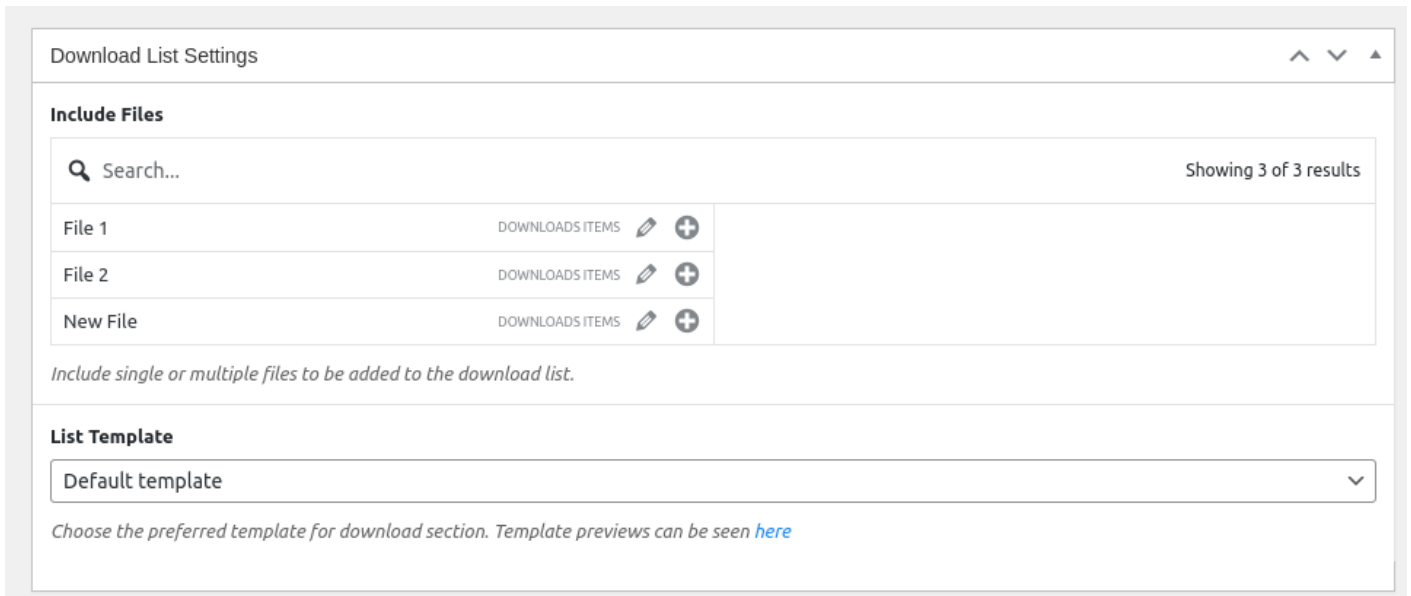 Download List Settings
Include Files
Search...
Showing 3 of 3 results
File 1 DOWNLOADS ITEMS
File 2 DOWNLOADS ITEMS
New File DOWNLOADS ITEMS
Include single or multiple files to be added to the download list.
List Template
Default template
Choose the preferred template for download section. Template previews can be seen here